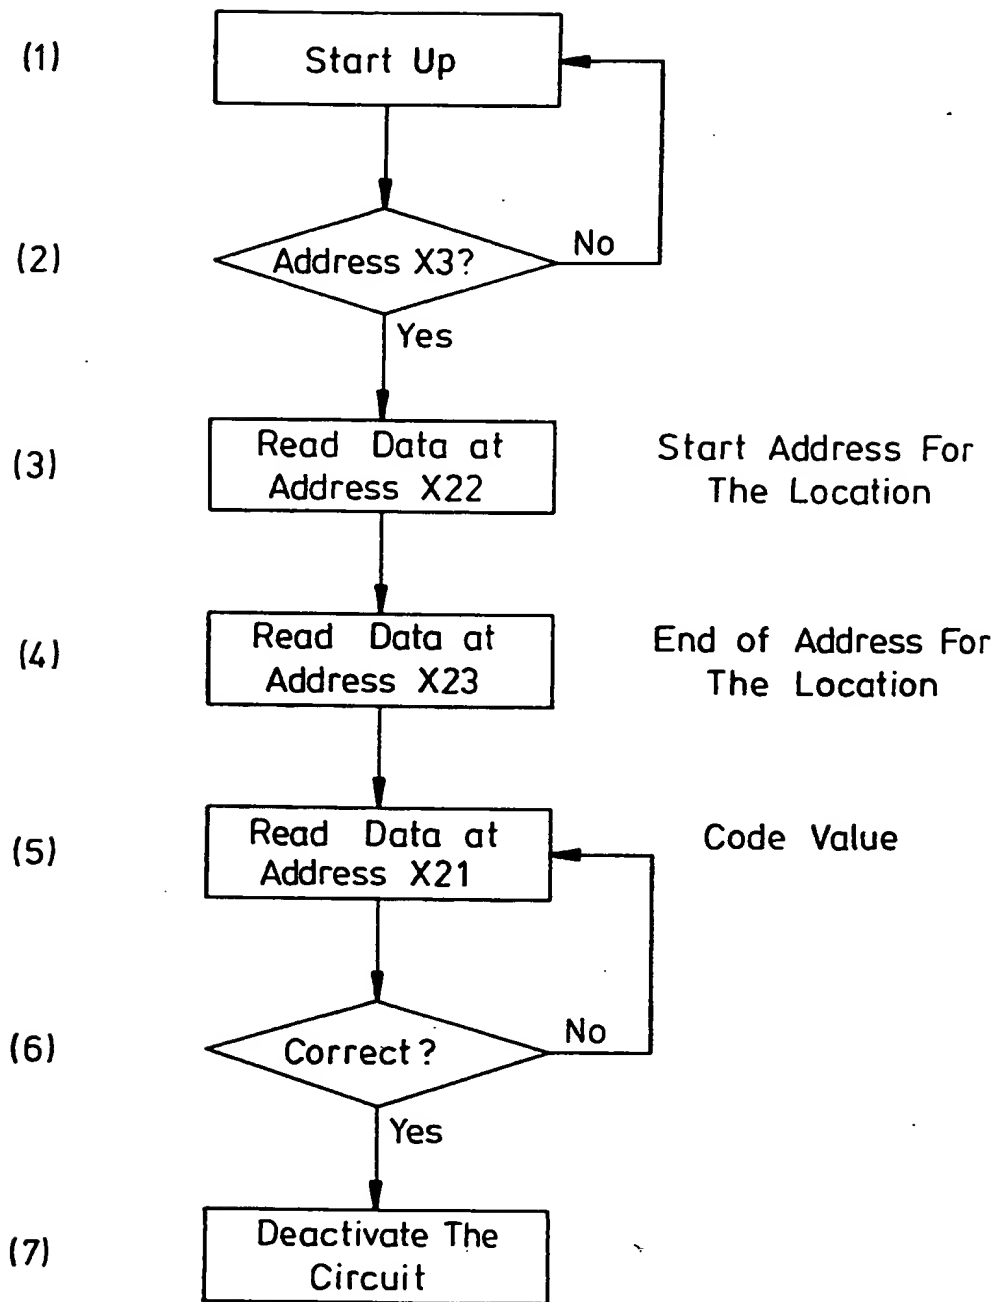 (1) Start Up
(2) Address X3? No
Yes
(3) Read Data at Address X22 Start Address For The Location
(4) Read Data at Address X23 End of Address For The Location
(5) Read Data at Address X21 Code Value
(6) Correct? No
Yes
(7) Deactivate The Circuit